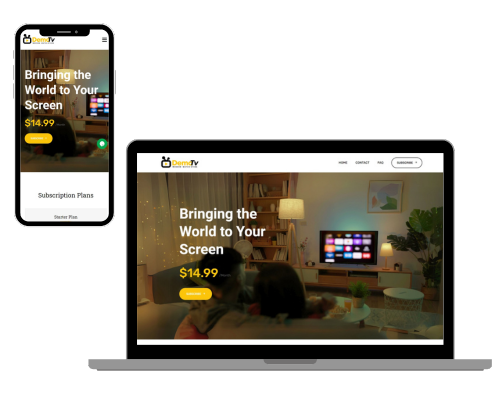 DemoTv
Bringing the
World to Your
Screen
$14.99
Subscription Plans
Starter Plan
DemoTv
HOME
CONTACT
FAQ
SUBSCRIBE
Bringing the
World to Your
Screen
$14.99